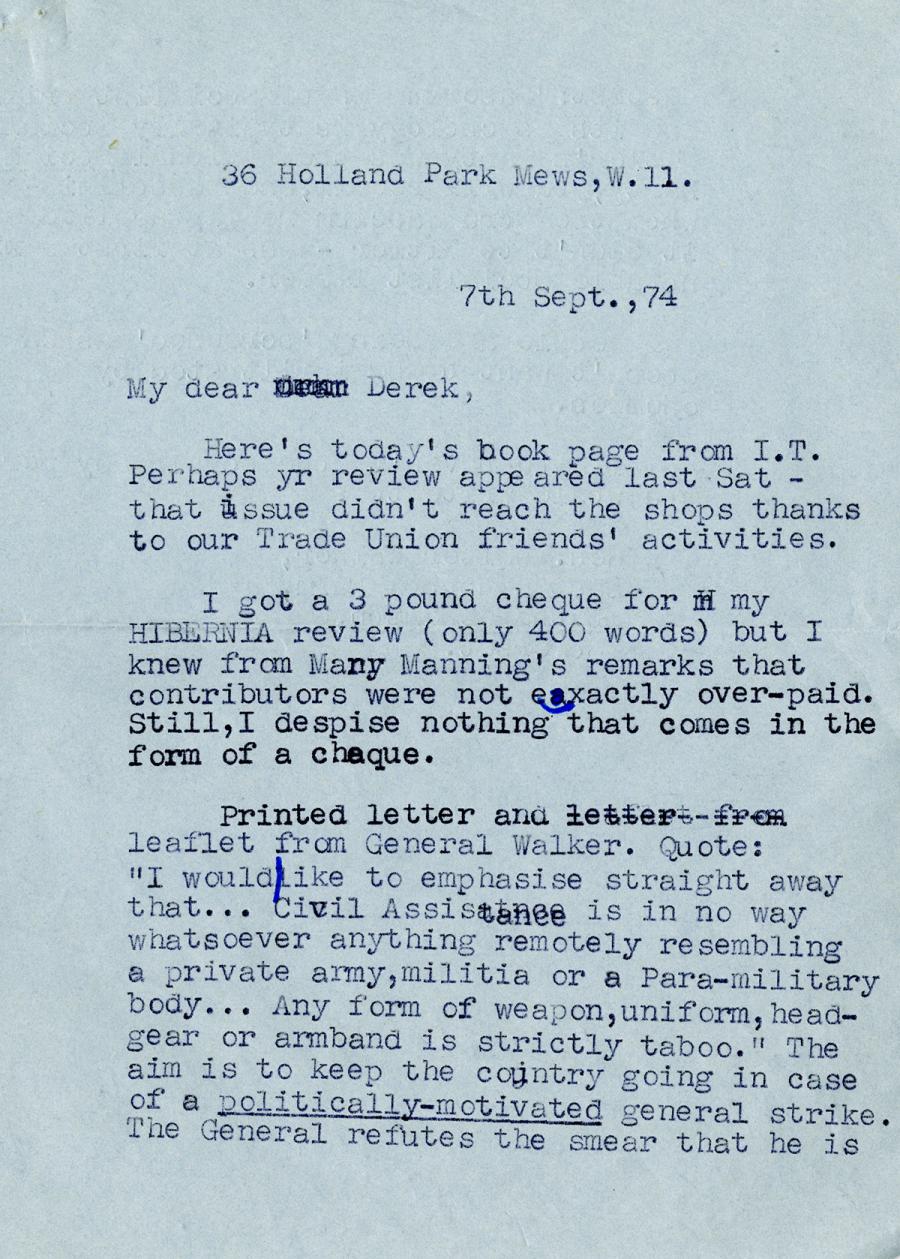 36 Holland Park Mews,W.11.
7th Sept.,74
My dear Derek,
Here's today's book page from I.T.
Perhaps yr review appeared last Sat -
that issue didn't reach the shops thanks
to our Trade Union friends' activities.
I got a 3 pound cheque for H my
HIBERNIA review (only 400 words) but I
knew from Many Manning's remarks that
contributors were not eaxactly over-paid.
Still,I despise nothing that comes in the
form of a cheque.
Printed letter and letter from
leaflet from General Walker. Quote:
"I would like to emphasise straight away
that... Civil Assistance is in no way
whatsoever anything remotely resembling
a private army,militia or a Para-military
body... Any form of weapon,uniform,head-
gear or armband is strictly taboo." The
aim is to keep the country going in case
of a politically-motivated general strike.
The General refutes the smear that he is